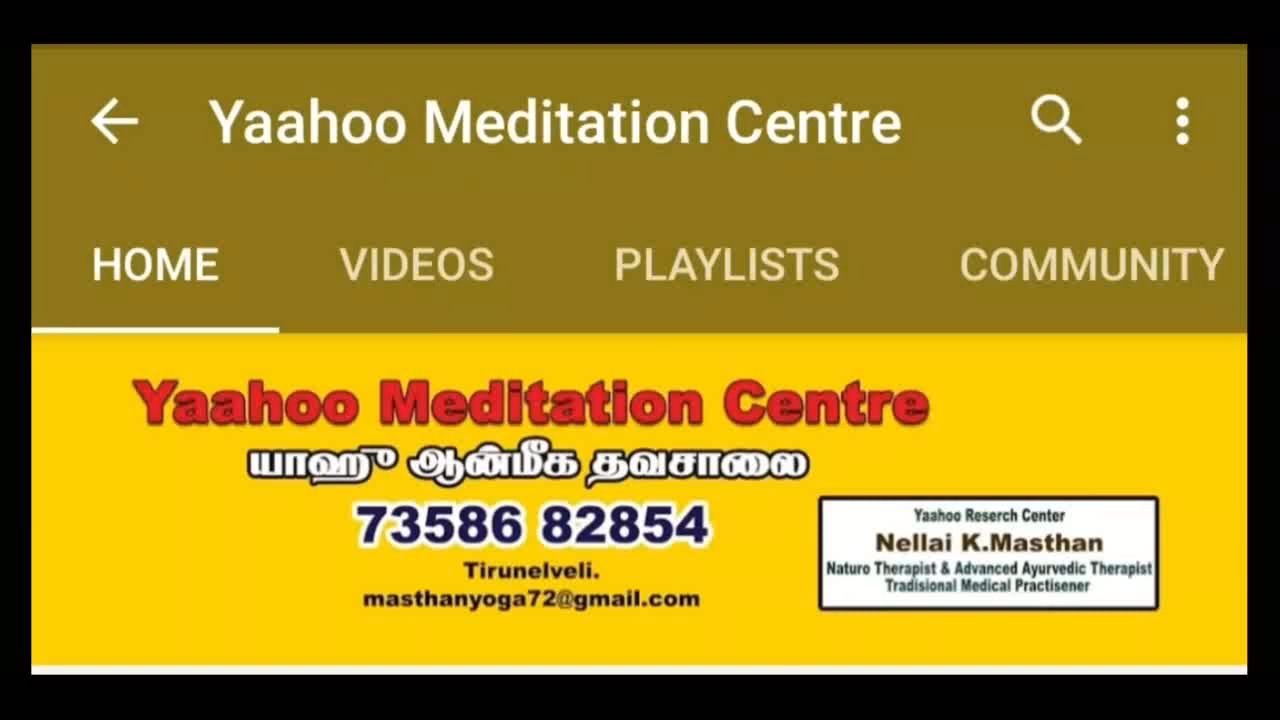 Yaahoo Meditation Centre
HOME VIDEOS PLAYLISTS COMMUNITY
Yaahoo Meditation Centre
யாஹு ஆன்மீக தவசாலை
73586 82854
Tirunelveli.
masthanyoga72@gmail.com
Yaahoo Reserch Center
Nellai K.Masthan
Naturo Therapist & Advanced Ayurvedic Therapist
Tradisional Medical Practisener